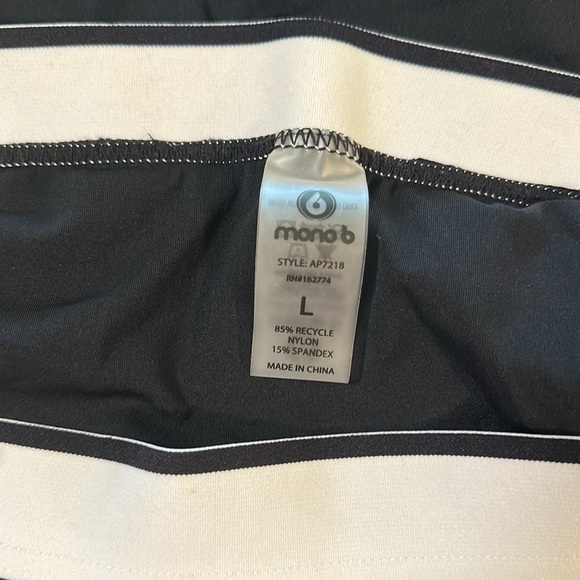 mono b
STYLE: AP7218
RN#162774
L
85% RECYCLE
NYLON
15% SPANDEX
MADE IN CHINA